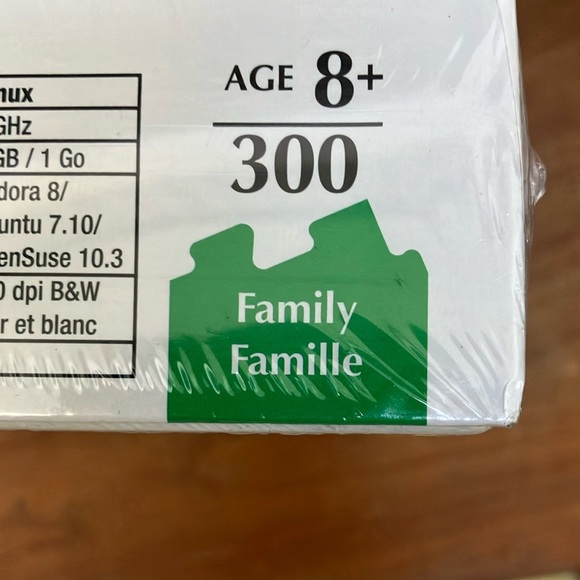 nux
GHz
GB / 1 Go
dora 8/
untu 7.10/
enSuse 10.3
0 dpi B&W
r et blanc
AGE 8+
300
Family
Famille